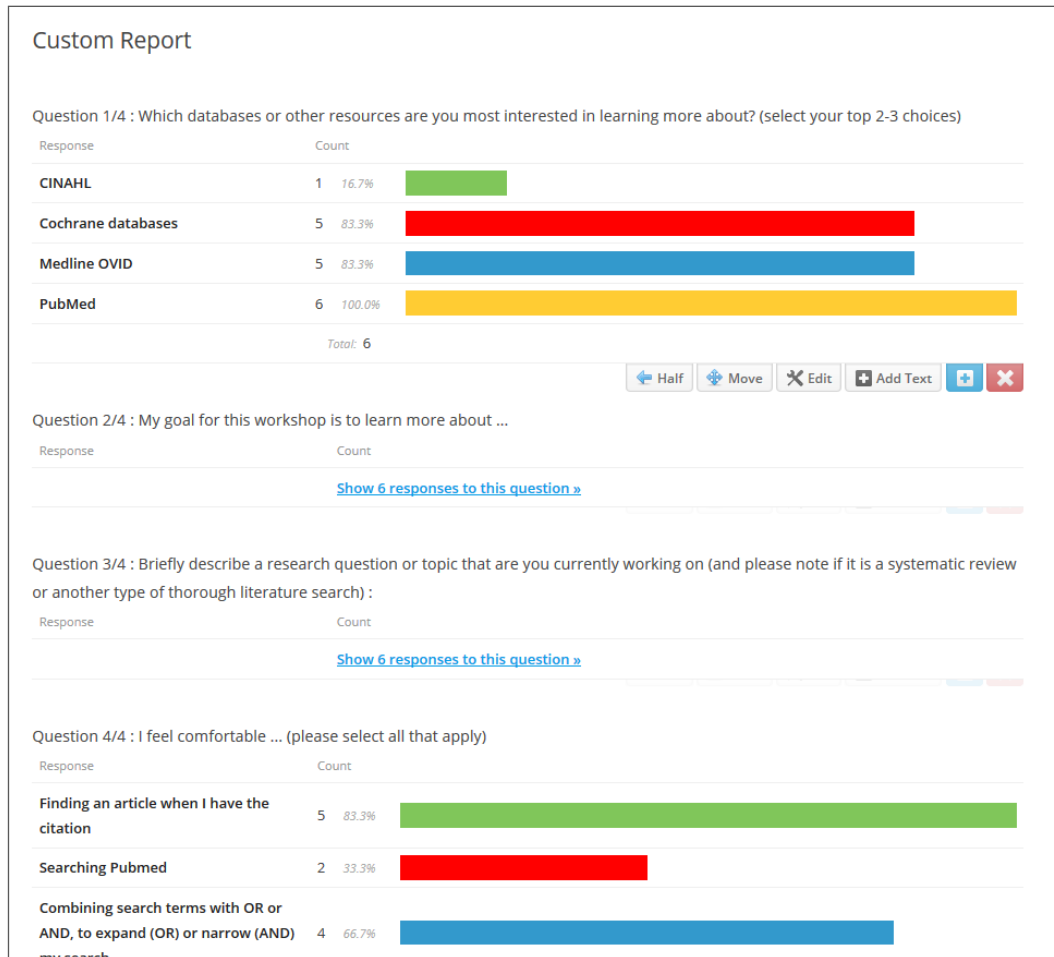 Custom Report
Question 1/4 : Which databases or other resources are you most interested in learning more about? (select your top 2-3 choices)
Response Count
CINAHL 1 16.7%
Cochrane databases 5 83.3%
Medline OVID 5 83.3%
PubMed 6 100.0%
Total: 6
Half Move Edit Add Text
Question 2/4 : My goal for this workshop is to learn more about ...
Response Count
Show 6 responses to this question »
Question 3/4 : Briefly describe a research question or topic that are you currently working on (and please note if it is a systematic review
or another type of thorough literature search) :
Response Count
Show 6 responses to this question »
Question 4/4 : I feel comfortable ... (please select all that apply)
Response Count
Finding an article when I have the
citation
5 83.3%
Searching Pubmed 2 33.3%
Combining search terms with OR or
AND, to expand (OR) or narrow (AND) 4 66.7%
my search